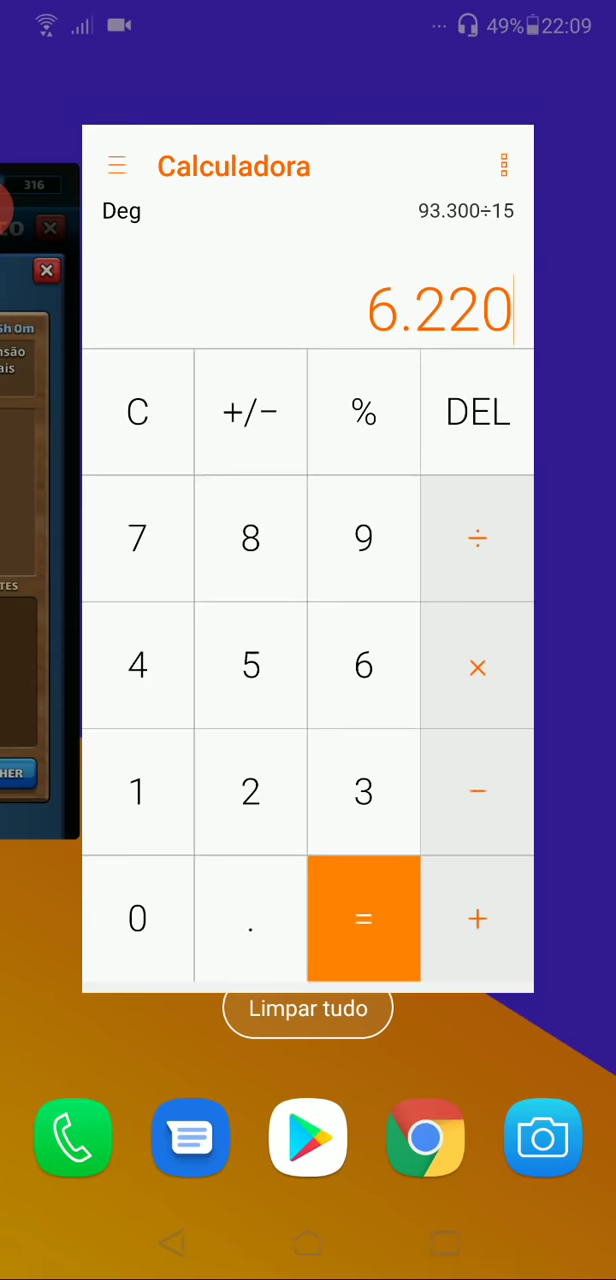 49% 22:09
316
Calculadora
Deg
93.300÷15
6.220
C +/− % DEL
7 8 9 ÷
4 5 6 ×
1 2 3 −
0 . = +
5h 0m
nsão
ais
TES
HER
Limpar tudo